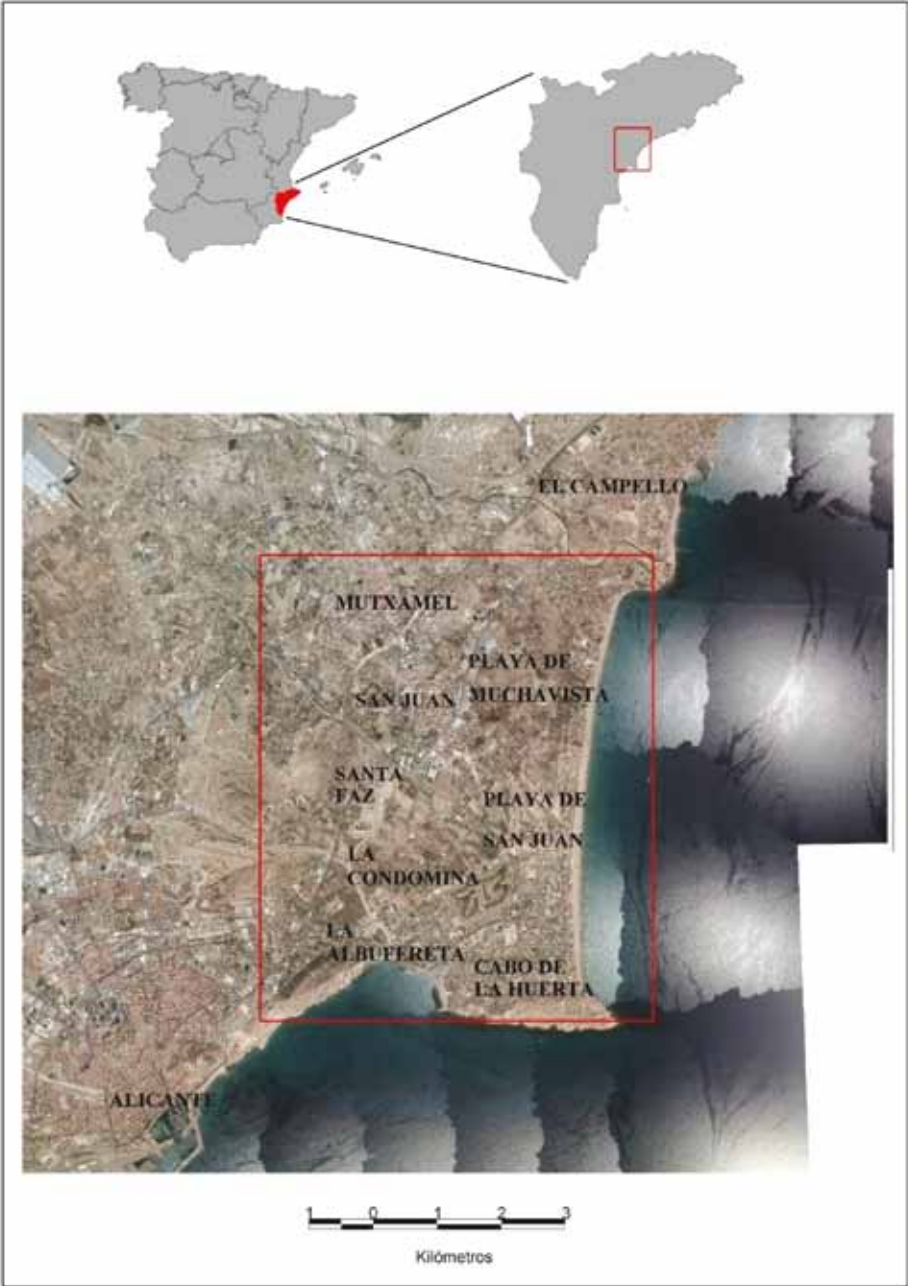 EL CAMPELLO
MUTXAMEL
PLAYA DE
MUCHAVISTA
SAN JUAN
SANTA
FAZ
PLAYA DE
SAN JUAN
LA
CONDOMINA
LA
ALBUFERETA
CABO DE
LA HUERTA
ALICANTE
1 0 1 2 3
Kilómetros